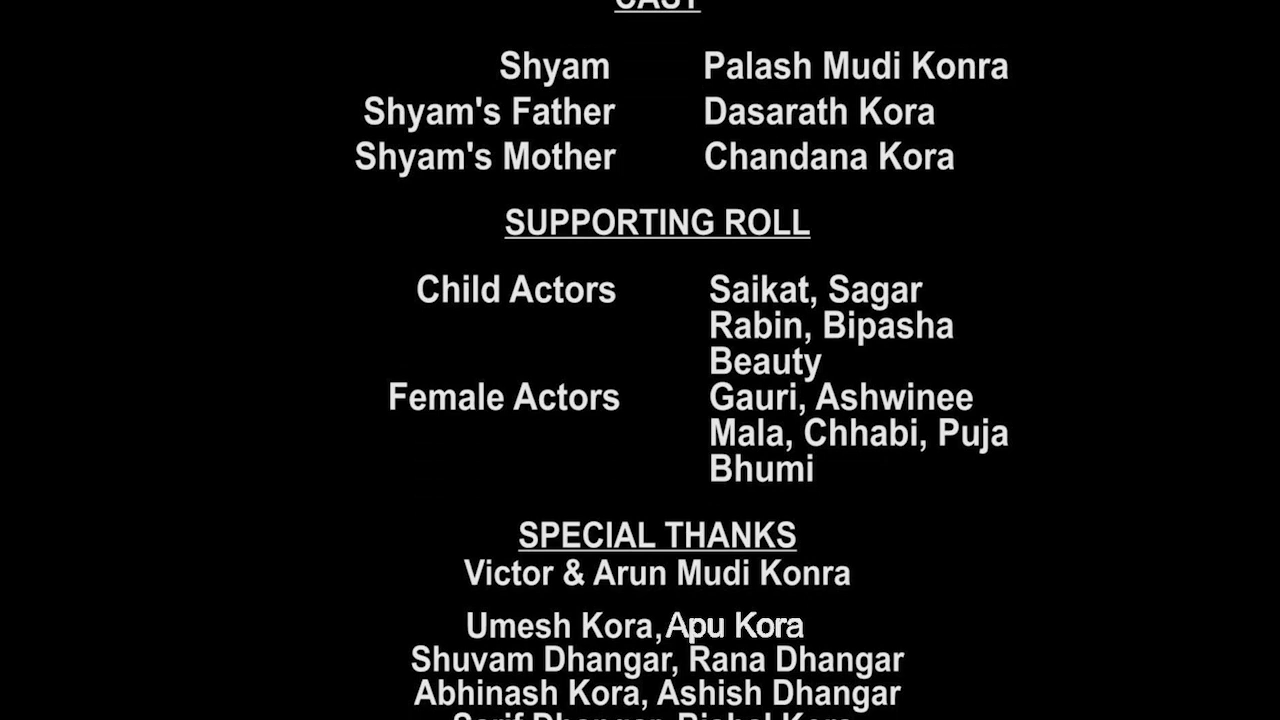 CAST
Shyam Palash Mudi Konra
Shyam's Father Dasarath Kora
Shyam's Mother Chandana Kora
SUPPORTING ROLL
Child Actors Saikat, Sagar
Rabin, Bipasha
Beauty
Female Actors Gauri, Ashwinee
Mala, Chhabi, Puja
Bhumi
SPECIAL THANKS
Victor & Arun Mudi Konra
Umesh Kora, Apu Kora
Shuvam Dhangar, Rana Dhangar
Abhinash Kora, Ashish Dhangar